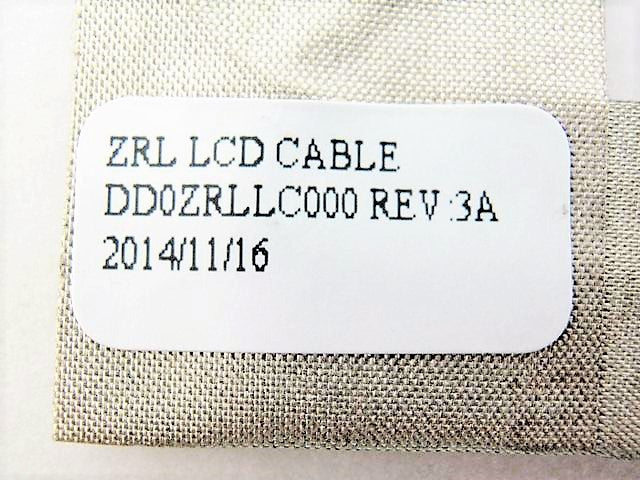 ZRL LCD CABLE
DD0ZRLLC000 REV:3A
2014/11/16